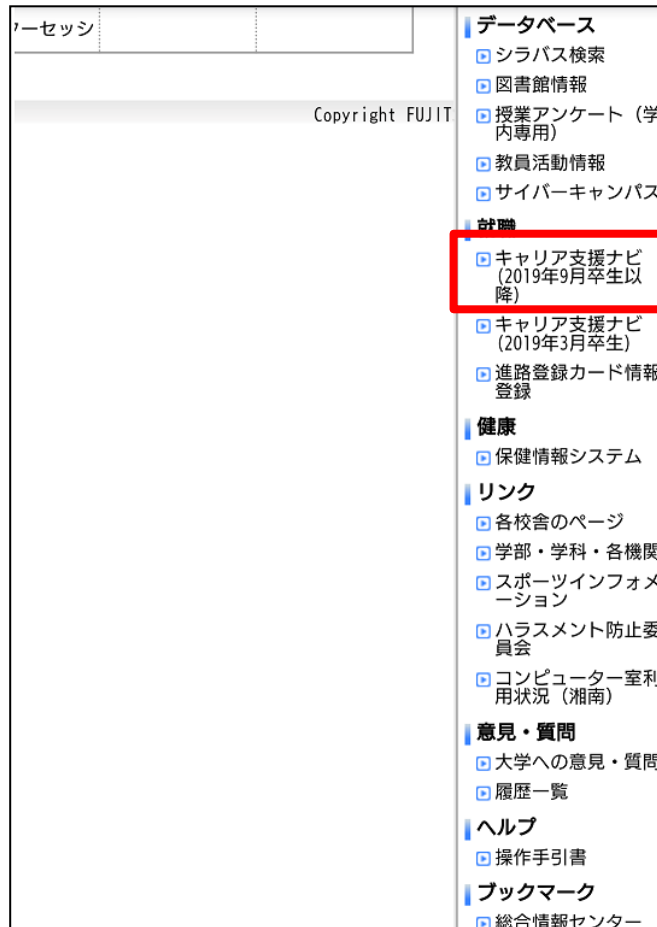 ーセッシ
Copyright FUJIT
データベース
シラバス検索
図書館情報
授業アンケート（学
内専用）
教員活動情報
サイバーキャンパス
就職
キャリア支援ナビ
(2019年9月卒生以
降)
キャリア支援ナビ
(2019年3月卒生)
進路登録カード情報
登録
健康
保健情報システム
リンク
各校舎のページ
学部・学科・各機関
スポーツインフォメ
ーション
ハラスメント防止委
員会
コンピューター室利
用状況（湘南）
意見・質問
大学への意見・質問
履歴一覧
ヘルプ
操作手引書
ブックマーク
総合情報センター